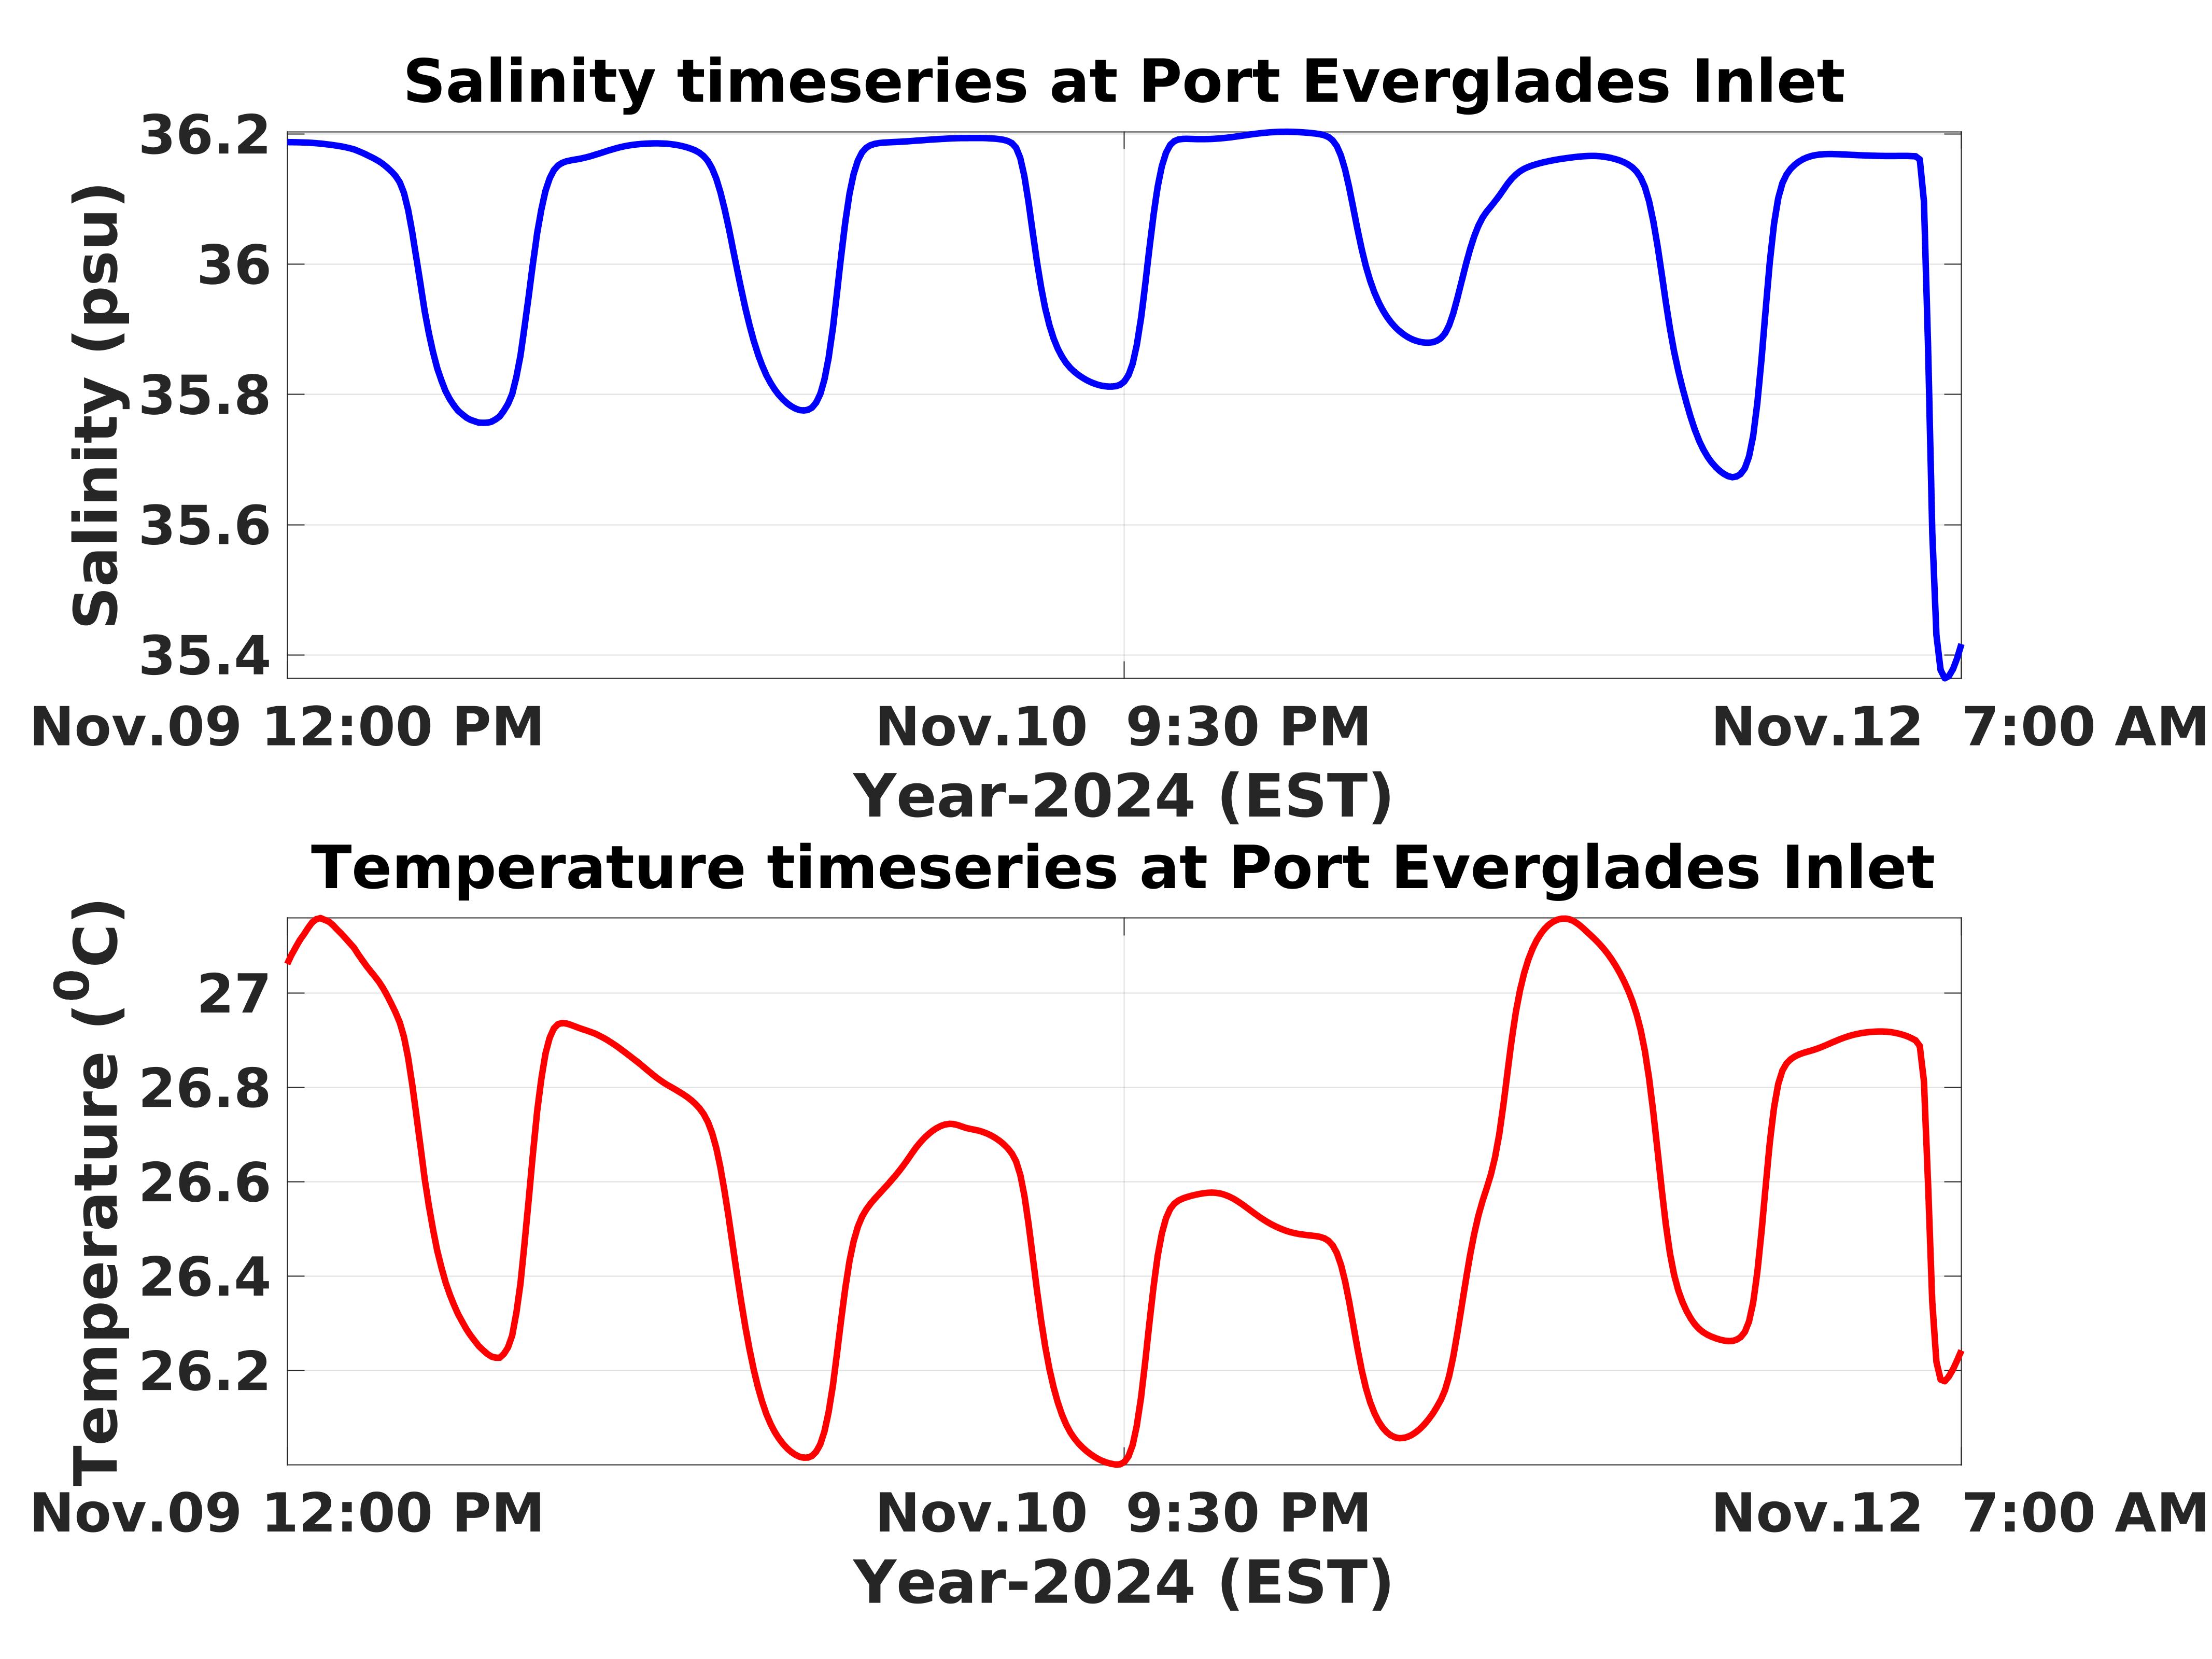 Salinity timeseries at Port Everglades Inlet
Salinity (psu)
36.2
36
35.8
35.6
35.4
Nov.09 12:00 PM
Nov.10  9:30 PM
Nov.12  7:00 AM
Year-2024 (EST)
Temperature timeseries at Port Everglades Inlet
Temperature (⁰C)
27
26.8
26.6
26.4
26.2
Nov.09 12:00 PM
Nov.10  9:30 PM
Nov.12  7:00 AM
Year-2024 (EST)